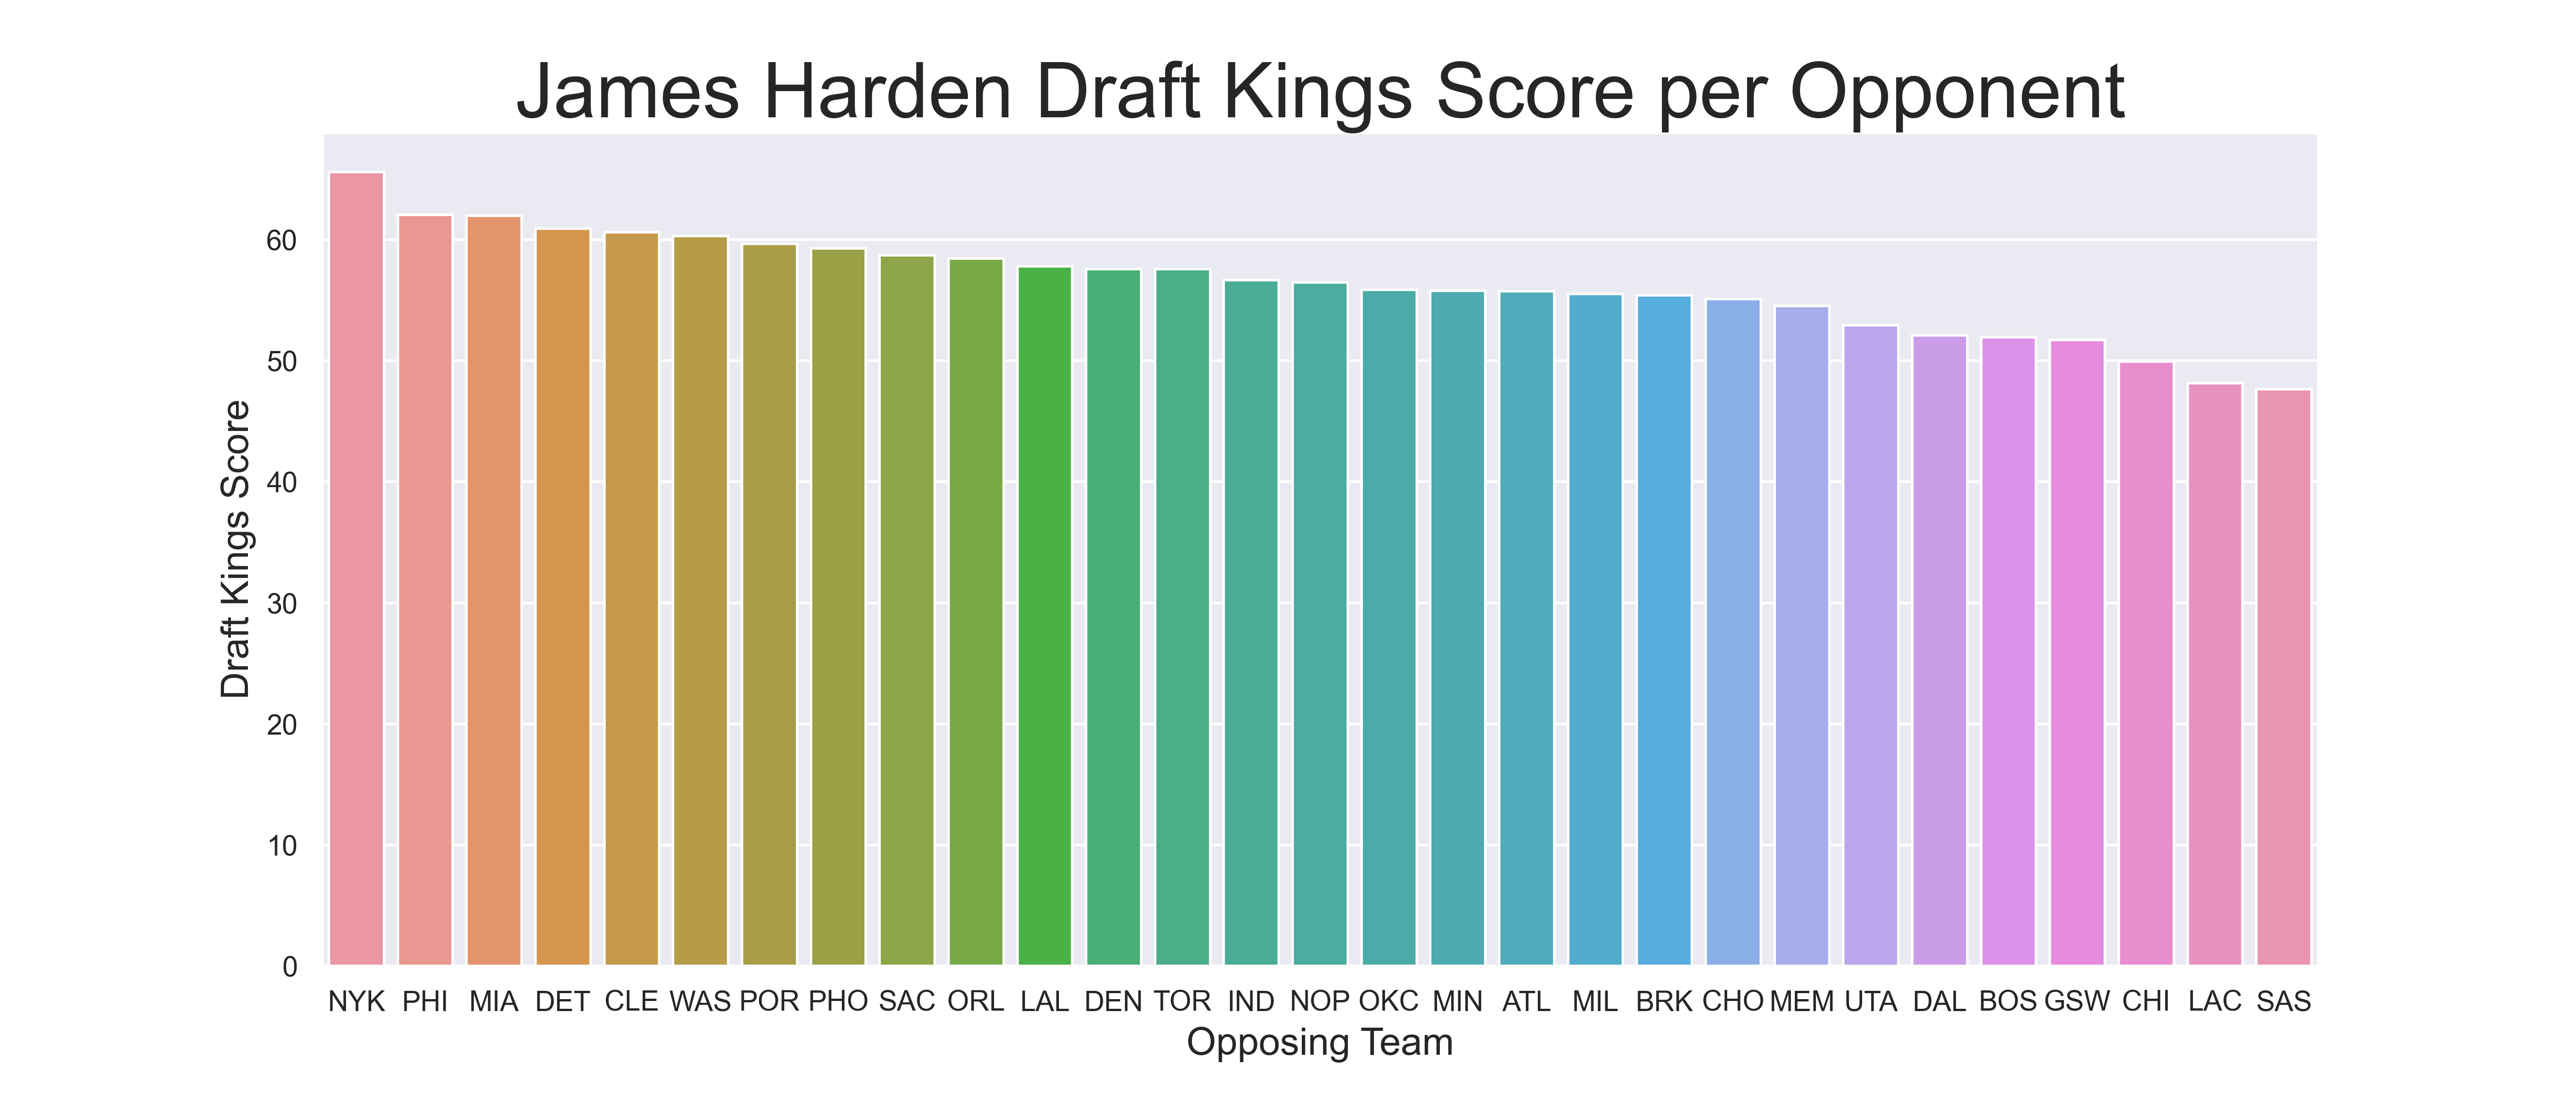 James Harden Draft Kings Score per Opponent
60
50
40
30
20
10
0
Draft Kings Score
NYK PHI MIA DET CLE WAS POR PHO SAC ORL LAL DEN TOR IND NOP OKC MIN ATL MIL BRK CHO MEM UTA DAL BOS GSW CHI LAC SAS
Opposing Team